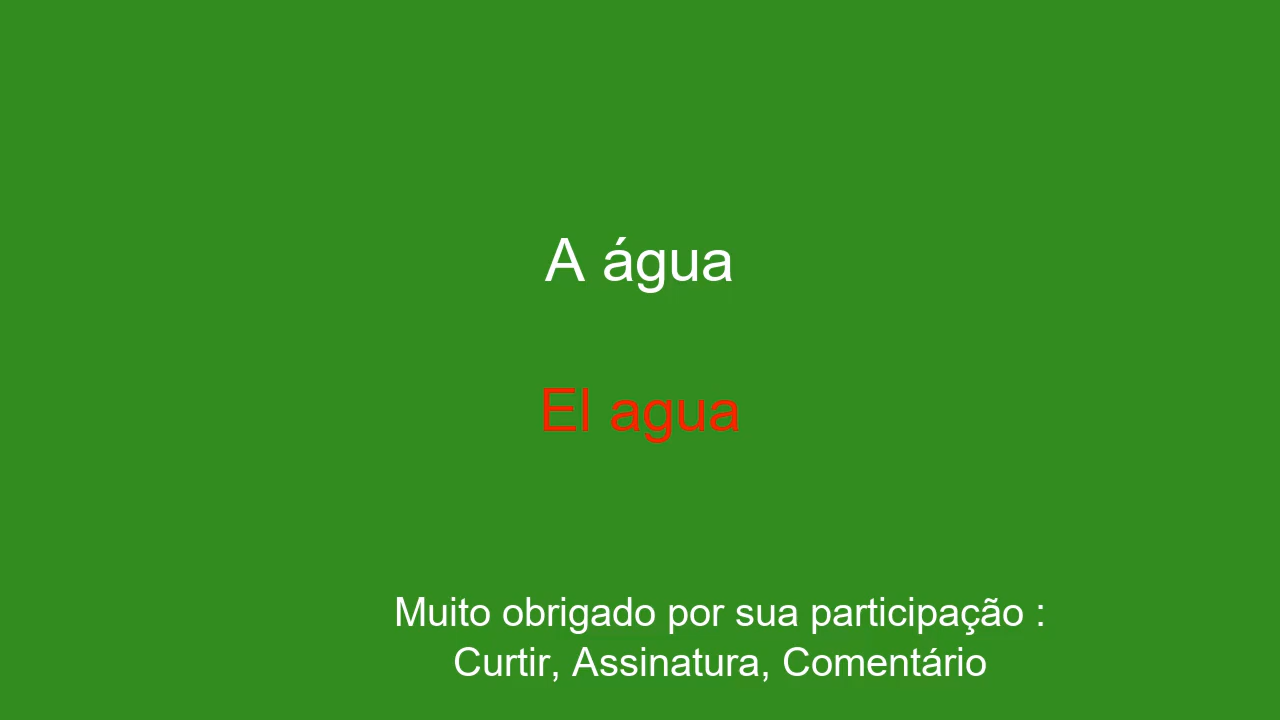 A água
El agua
Muito obrigado por sua participação :
Curtir, Assinatura, Comentário